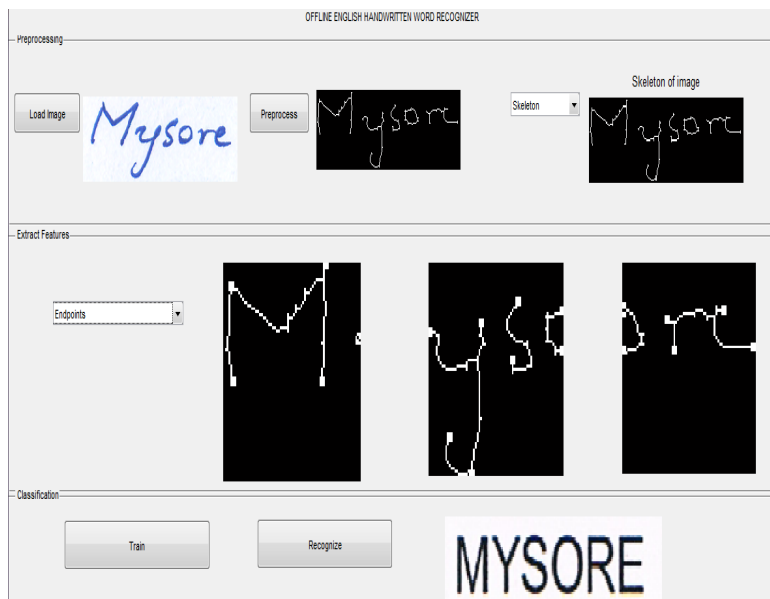 OFFLINE ENGLISH HANDWRITTEN WORD RECOGNIZER
Preprocessing
Load Image
Mysore
Preprocess
Mysore
Skeleton
Skeleton of image
Mysore
Extract Features
Endpoints
Classification
Train
Recognize
MYSORE